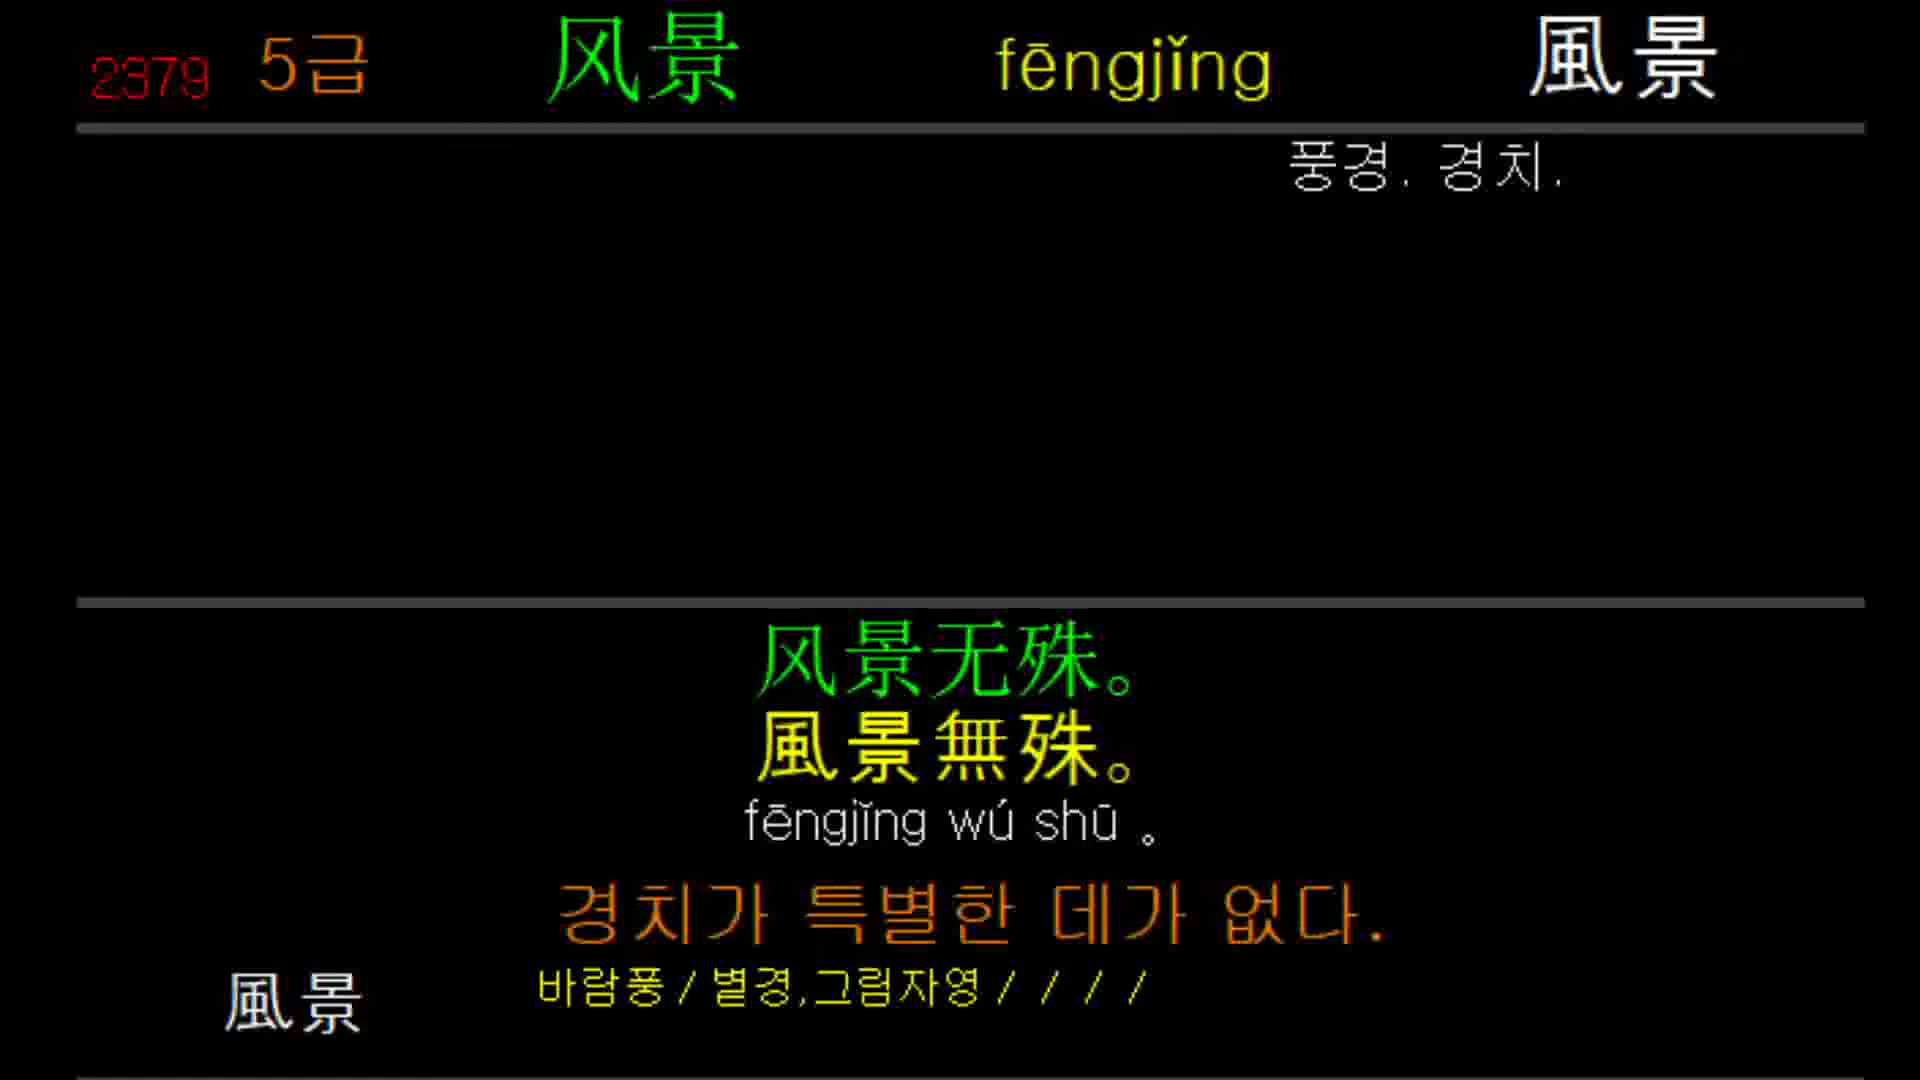 2379 5급 风景 fēngjǐng 風景
풍경. 경치.
风景无殊。
風景無殊。
fēngjǐng wú shū 。
경치가 특별한 데가 없다.
風景 바람풍 / 볕경,그림자영 / / / /